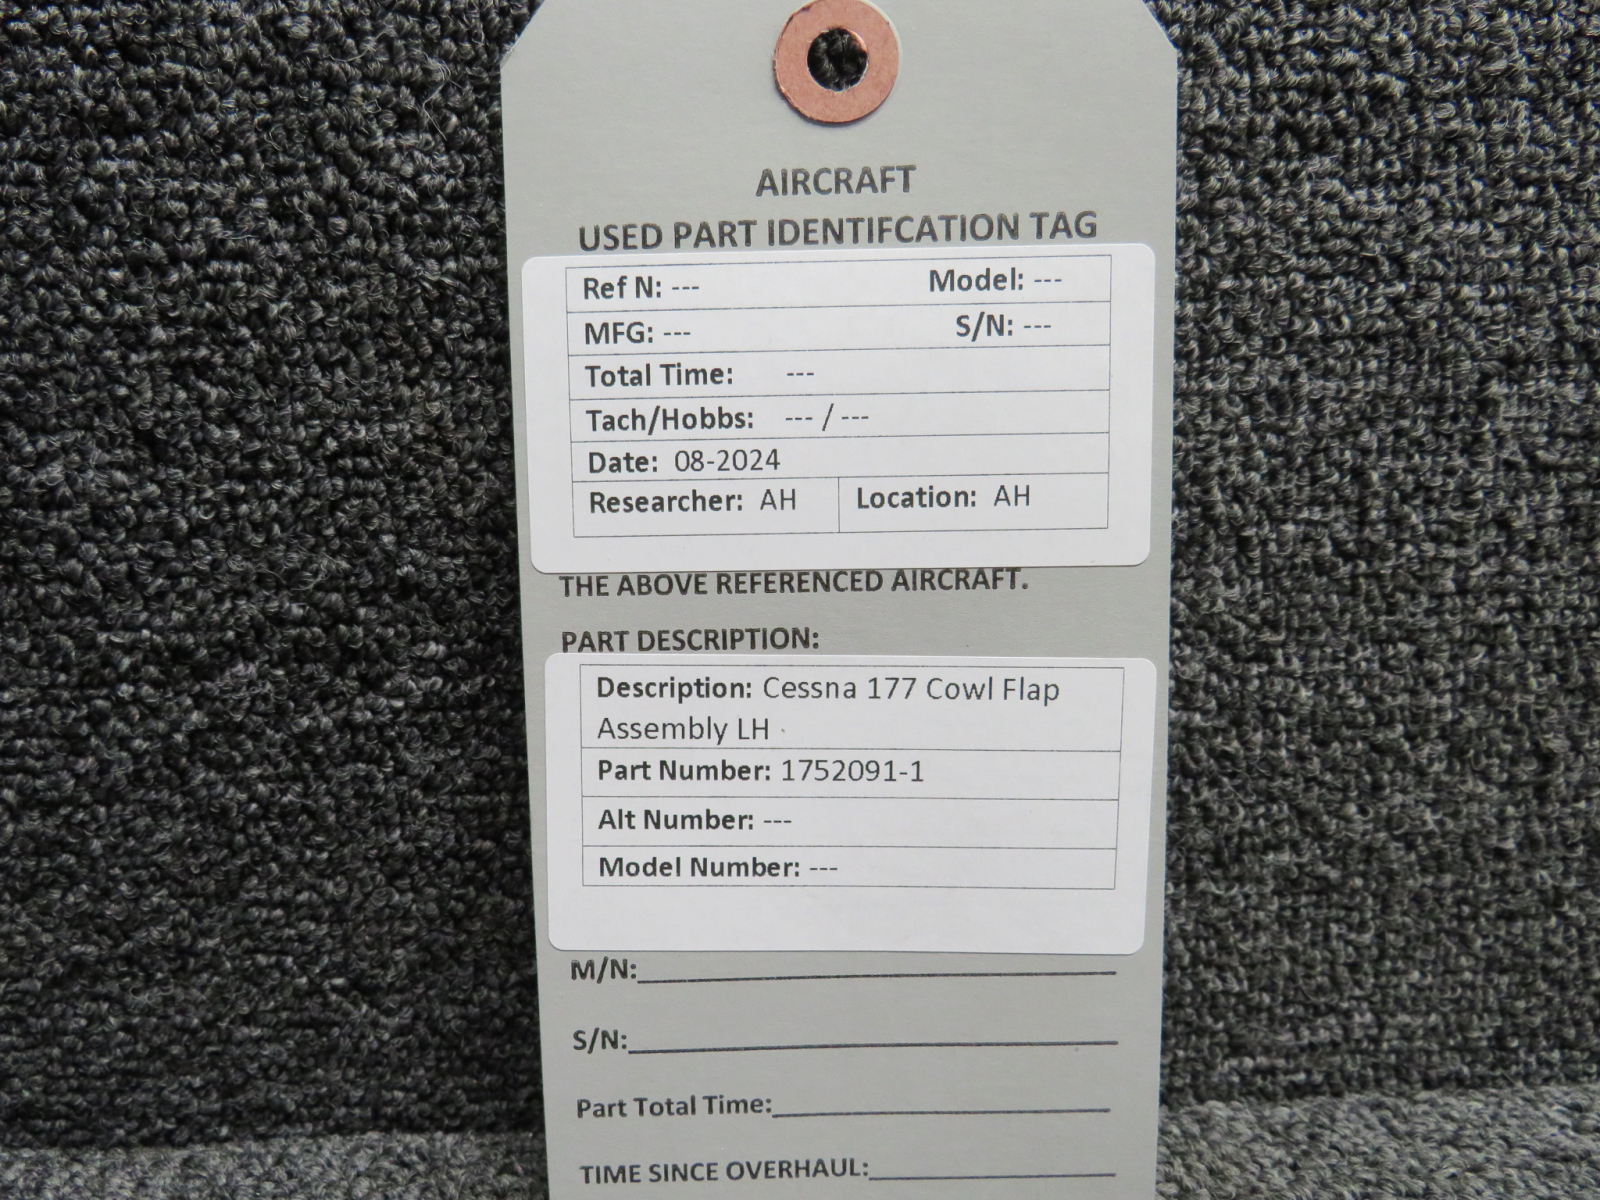 AIRCRAFT
USED PART IDENTIFCATION TAG
Ref N: --- Model: ---
MFG: --- S/N: ---
Total Time: ---
Tach/Hobbs: --- / ---
Date: 08-2024
Researcher: AH Location: AH
THE ABOVE REFERENCED AIRCRAFT.
PART DESCRIPTION:
Description: Cessna 177 Cowl Flap
Assembly LH
Part Number: 1752091-1
Alt Number: ---
Model Number: ---
M/N:
S/N:
Part Total Time:
TIME SINCE OVERHAUL: